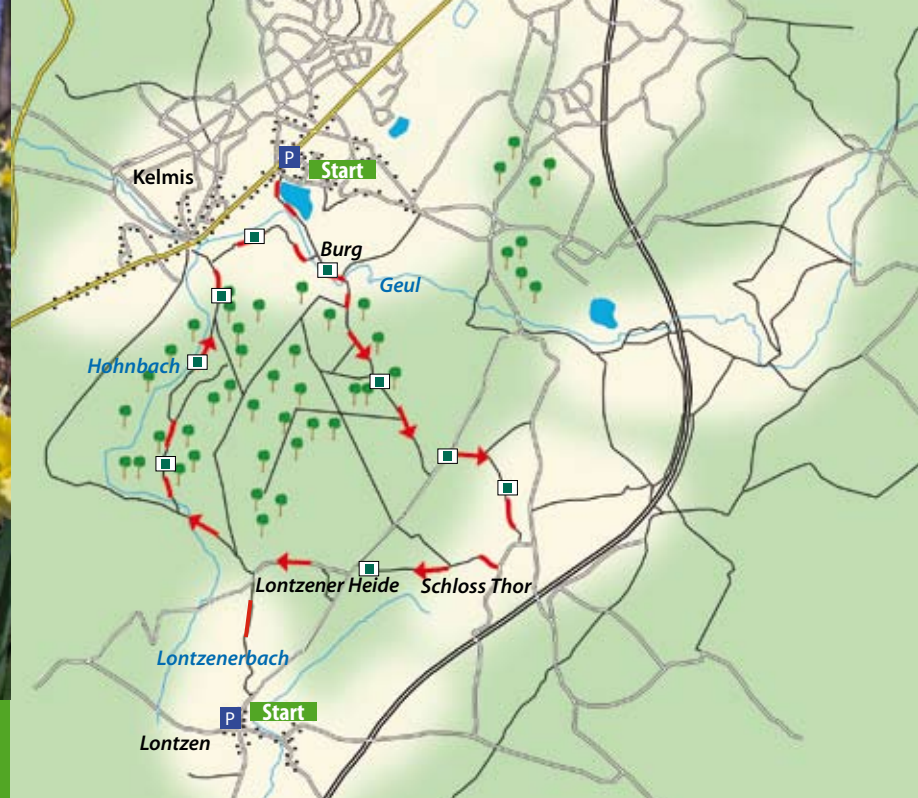 P
Start
Kelmis
Burg
Geul
Hohnbach
Lontzener Heide
Schloss Thor
Lontzenerbach
P
Start
Lontzen